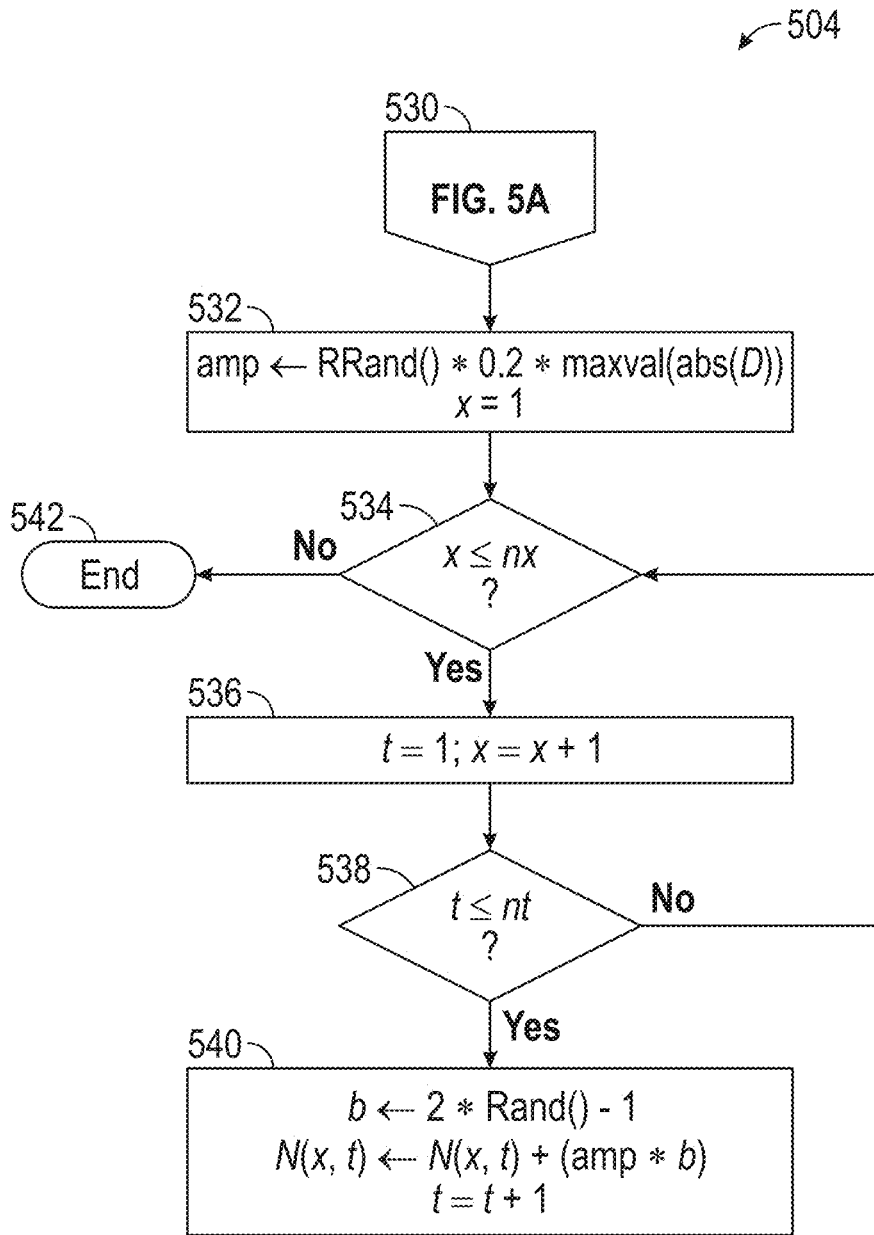 504
530
FIG. 5A
532
amp ← RRand() * 0.2 * maxval(abs(D))
x = 1
534
542
No
End
x ≤ nx
?
Yes
536
t = 1; x = x + 1
538
t ≤ nt
?
No
Yes
540
b ← 2 * Rand() - 1
N(x, t) ← N(x, t) + (amp * b)
t = t + 1